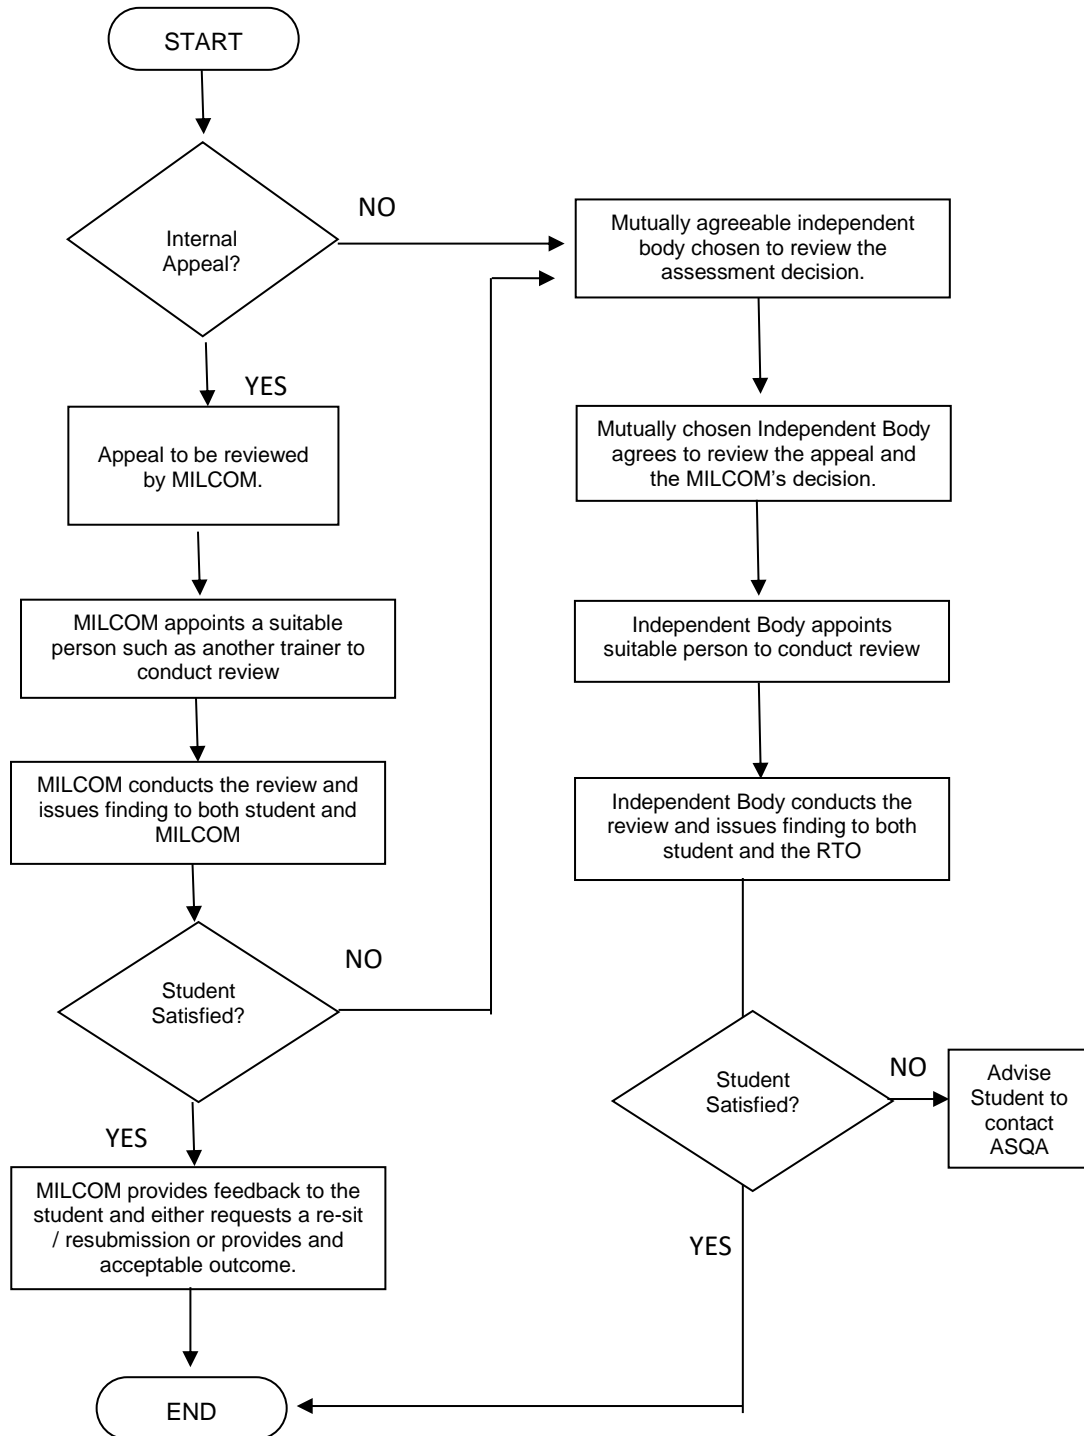 START
Internal
Appeal?
NO
YES
Appeal to be reviewed
by MILCOM.
MILCOM appoints a suitable
person such as another trainer to
conduct review
MILCOM conducts the review and
issues finding to both student and
MILCOM
Student
Satisfied?
NO
YES
MILCOM provides feedback to the
student and either requests a re-sit
/ resubmission or provides and
acceptable outcome.
END
Mutually agreeable independent
body chosen to review the
assessment decision.
Mutually chosen Independent Body
agrees to review the appeal and
the MILCOM’s decision.
Independent Body appoints
suitable person to conduct review
Independent Body conducts the
review and issues finding to both
student and the RTO
Student
Satisfied?
NO
Advise
Student to
contact
ASQA
YES